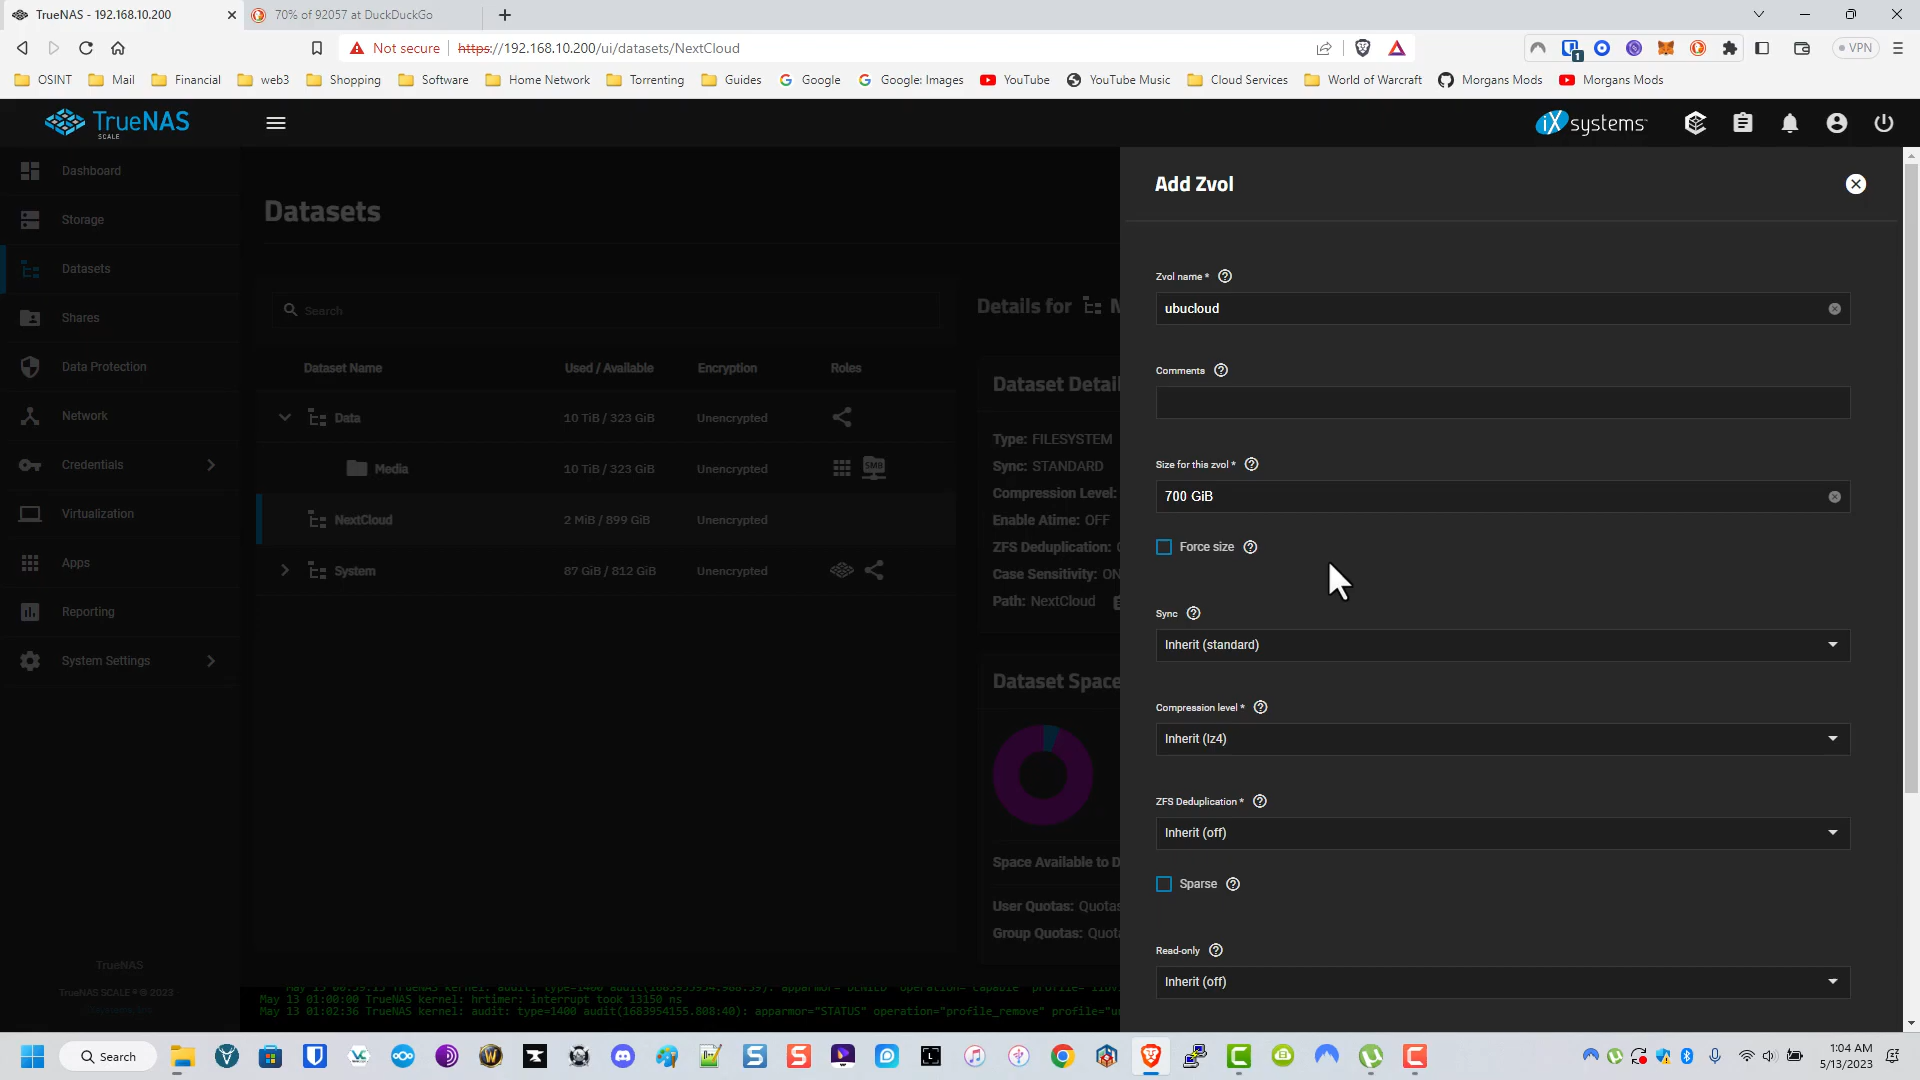 TrueNAS - 192.168.10.200
70% of 92057 at DuckDuckGo
Not secure
https://192.168.10.200/ui/datasets/NextCloud
1
VPN
OSINT
Mail
Financial
web3
Shopping
Software
Home Network
Torrenting
Guides
Google
Google: Images
YouTube
YouTube Music
Cloud Services
World of Warcraft
Morgans Mods
Morgans Mods
TrueNAS
SCALE
iXsystems
Dashboard
Storage
Datasets
Shares
Data Protection
Network
Credentials
Virtualization
Apps
Reporting
System Settings
TrueNAS
TrueNAS SCALE ® © 2023 -
Datasets
Search
Dataset Name
Used / Available
Encryption
Roles
Data
10 TiB / 323 GiB
Unencrypted
Media
10 TiB / 323 GiB
Unencrypted
SMB
NextCloud
2 MiB / 899 GiB
Unencrypted
System
87 GiB / 812 GiB
Unencrypted
Details for
Dataset Detail
Type: FILESYSTEM
Sync: STANDARD
Compression Level:
Enable Atime: OFF
ZFS Deduplication:
Case Sensitivity: ON
Path: NextCloud
Dataset Space
Space Available to D
User Quotas: Quotas
Group Quotas: Quota
May 13 01:00:00 TrueNAS kernel: hrtimer: interrupt took 13150 ns
May 13 01:02:36 TrueNAS kernel: audit: type=1400 audit(1683954155.808:40): apparmor="STATUS" operation="profile_remove" profile="u
Add Zvol
Zvol name *
ubucloud
Comments
Size for this zvol *
700 GiB
Force size
Sync
Inherit (standard)
Compression level *
Inherit (lz4)
ZFS Deduplication *
Inherit (off)
Sparse
Read-only
Inherit (off)
Search
1:04 AM
5/13/2023